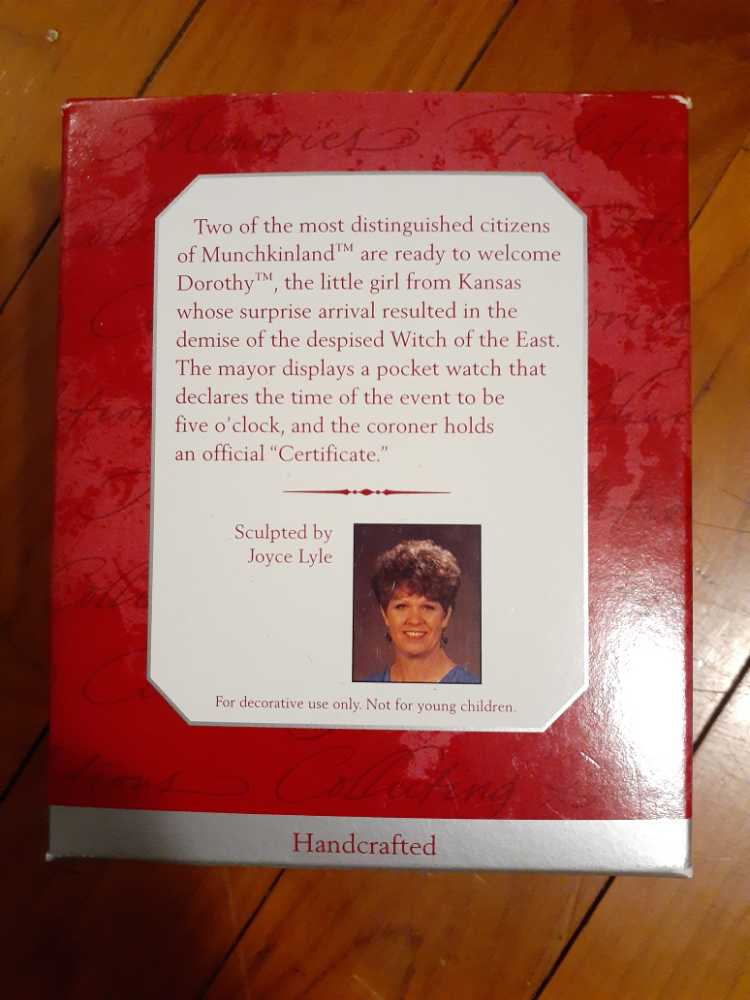 Memories Tradition
Two of the most distinguished citizens
of Munchkinland™ are ready to welcome
Dorothy™, the little girl from Kansas
whose surprise arrival resulted in the
demise of the despised Witch of the East.
The mayor displays a pocket watch that
declares the time of the event to be
five o'clock, and the coroner holds
an official “Certificate.”
Sculpted by
Joyce Lyle
For decorative use only. Not for young children.
Collecting
Handcrafted